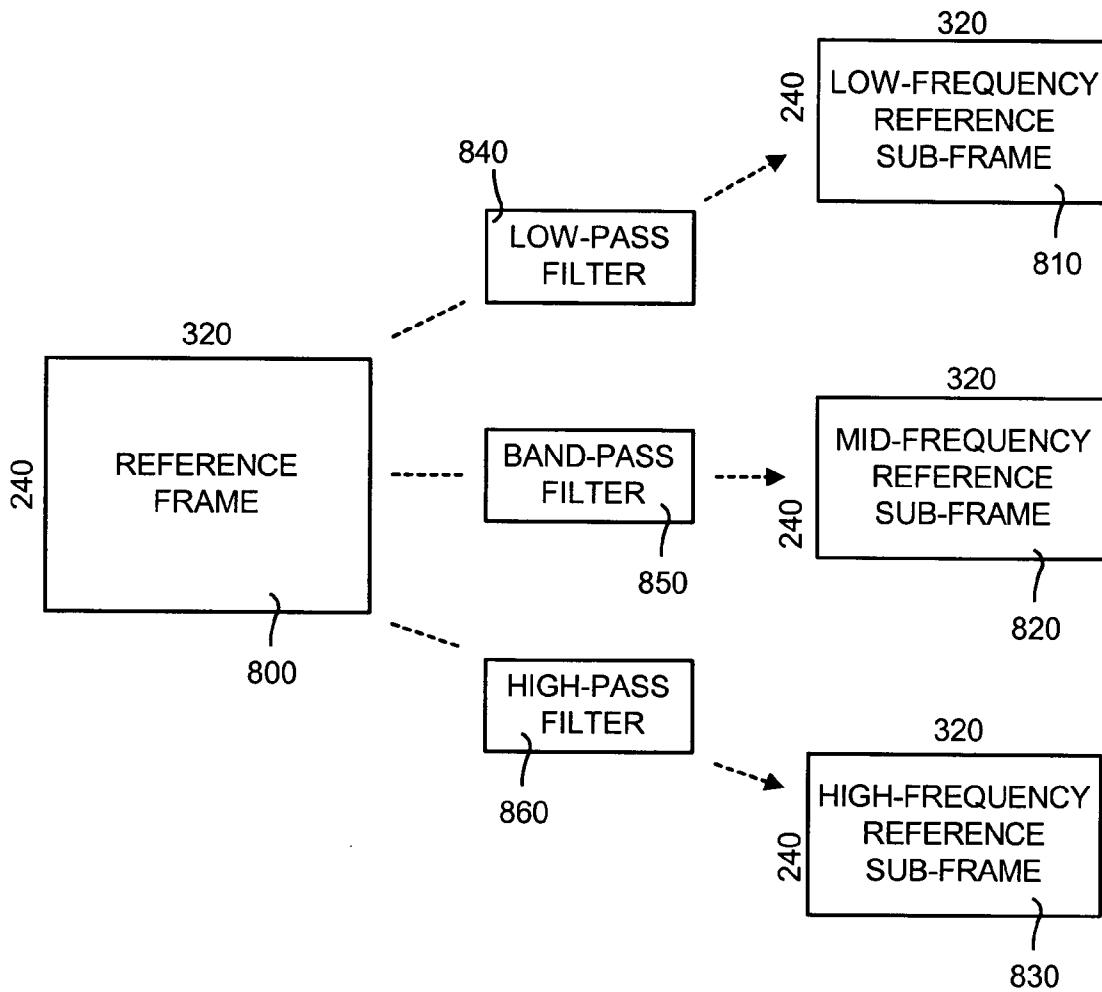 320
240
LOW-FREQUENCY
REFERENCE
SUB-FRAME
810
840
LOW-PASS
FILTER
320
240
REFERENCE
FRAME
800
BAND-PASS
FILTER
850
320
240
MID-FREQUENCY
REFERENCE
SUB-FRAME
820
HIGH-PASS
FILTER
860
320
240
HIGH-FREQUENCY
REFERENCE
SUB-FRAME
830